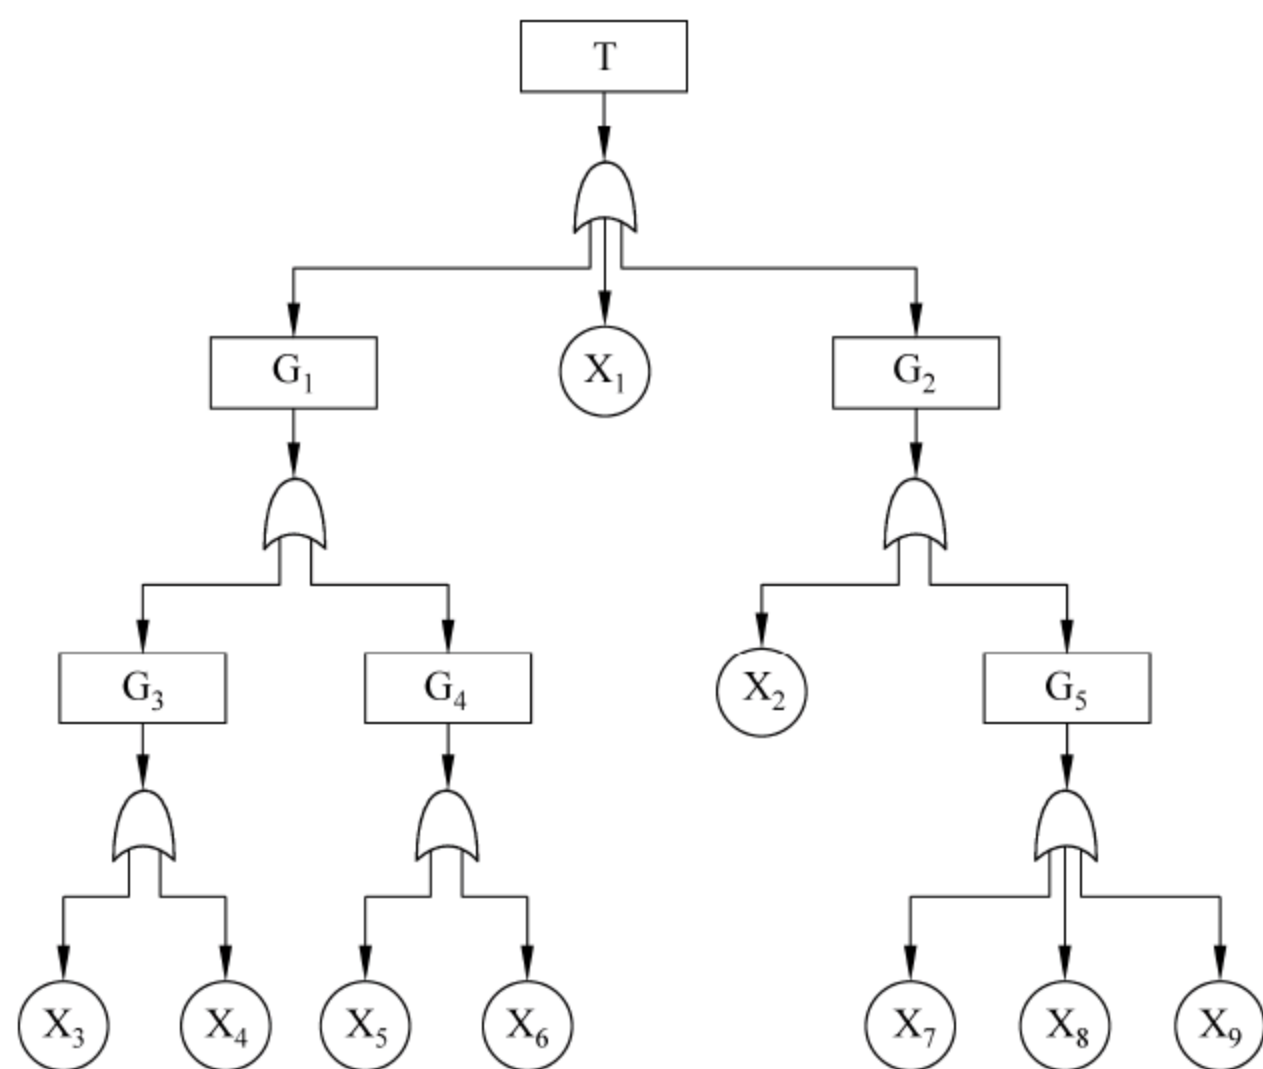 T
G₁ X₁ G₂
G₃ G₄ X₂ G₅
X₃ X₄ X₅ X₆ X₇ X₈ X₉